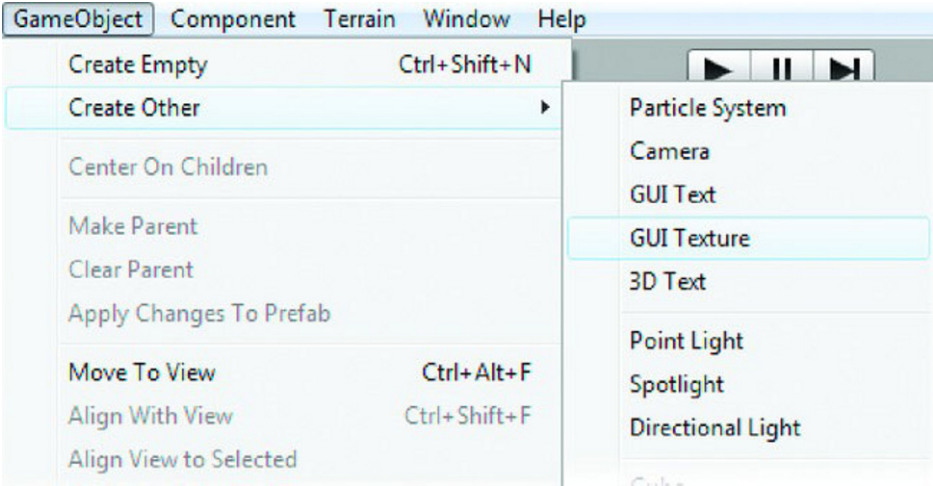 GameObject Component Terrain Window Help
Create Empty Ctrl+Shift+N
Create Other
Center On Children
Make Parent
Clear Parent
Apply Changes To Prefab
Move To View Ctrl+Alt+F
Align With View Ctrl+Shift+F
Align View to Selected
Particle System
Camera
GUI Text
GUI Texture
3D Text
Point Light
Spotlight
Directional Light